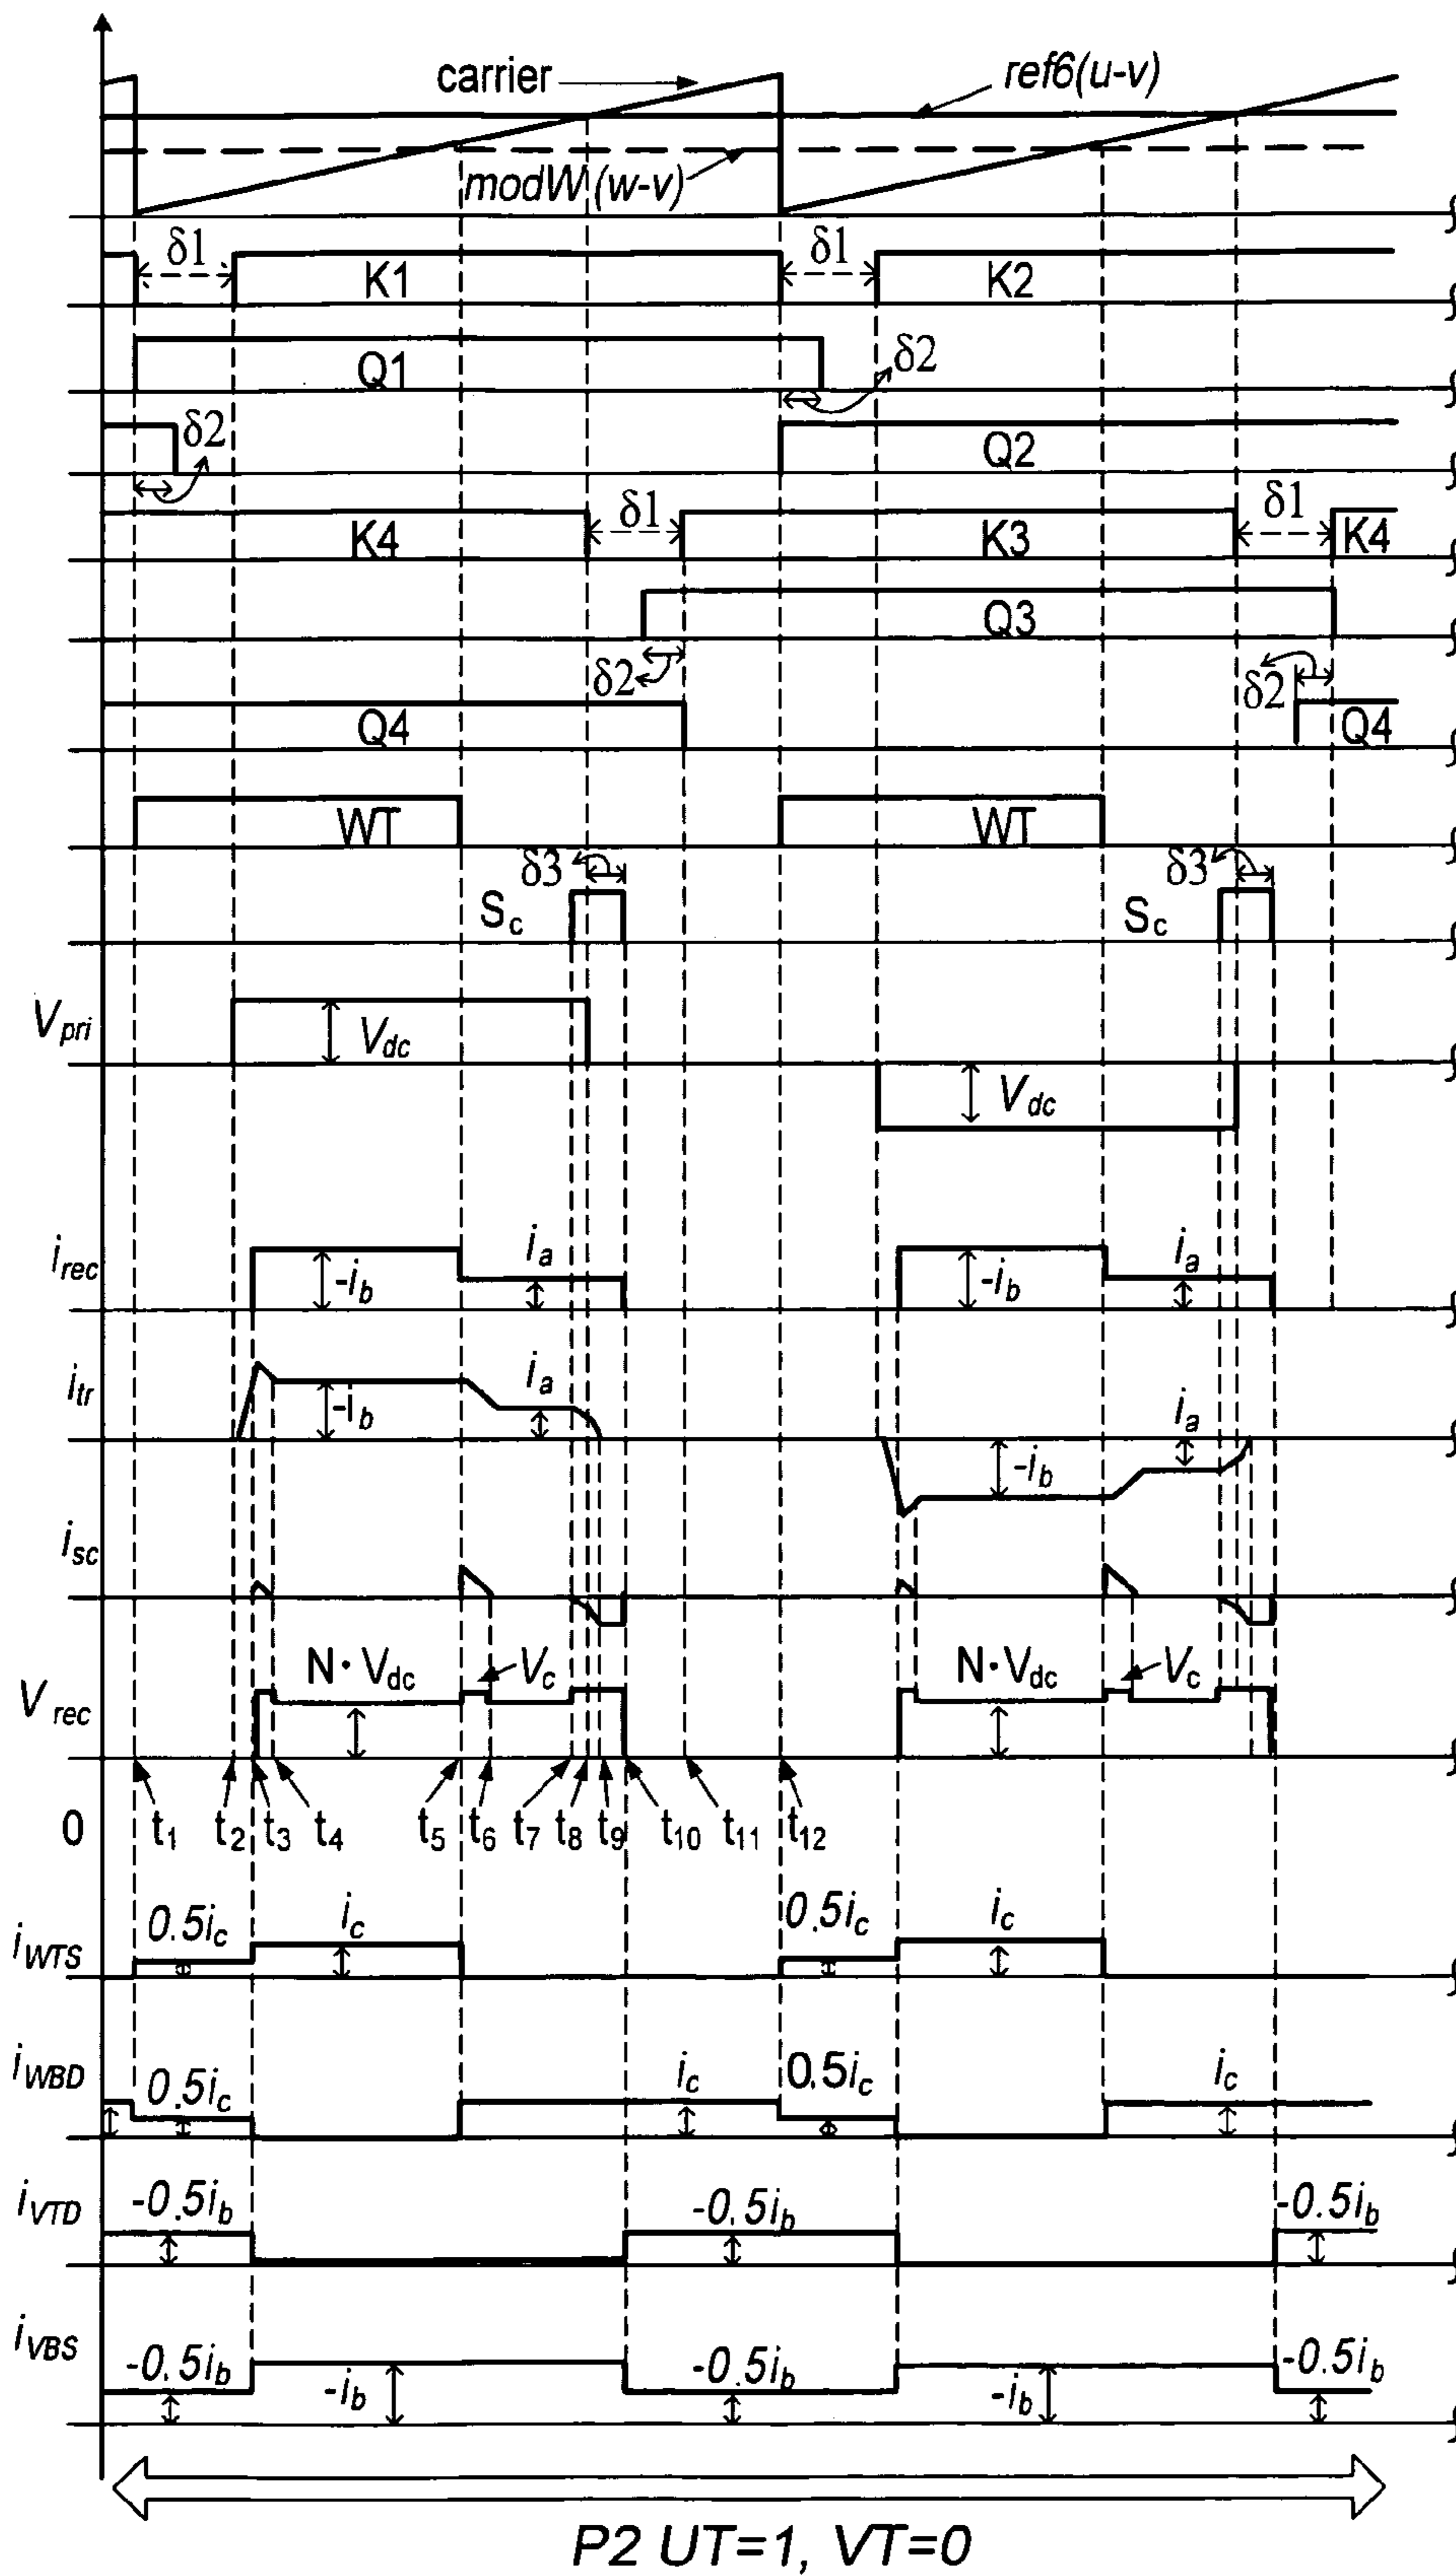 carrier
ref6(u-v)
modW(w-v)
δ1
K1
δ1
K2
Q1
δ2
δ2
Q2
K4
δ1
K3
δ1
K4
Q3
δ2
δ2
Q4
Q4
WT
WT
δ3
Sc
δ3
Sc
Vpri
Vdc
Vdc
irec
-ib
ia
-ib
ia
itr
-ib
ia
-ib
ia
isc
Vrec
N·Vdc
Vc
N·Vdc
Vc
0
t1
t2
t3
t4
t5
t6
t7
t8
t9
t10
t11
t12
iWTS
0.5ic
ic
0.5ic
ic
iWBD
0.5ic
ic
0.5ic
ic
iVTD
-0.5ib
-0.5ib
-0.5ib
iVBS
-0.5ib
-ib
-0.5ib
-ib
-0.5ib
P2 UT=1, VT=0